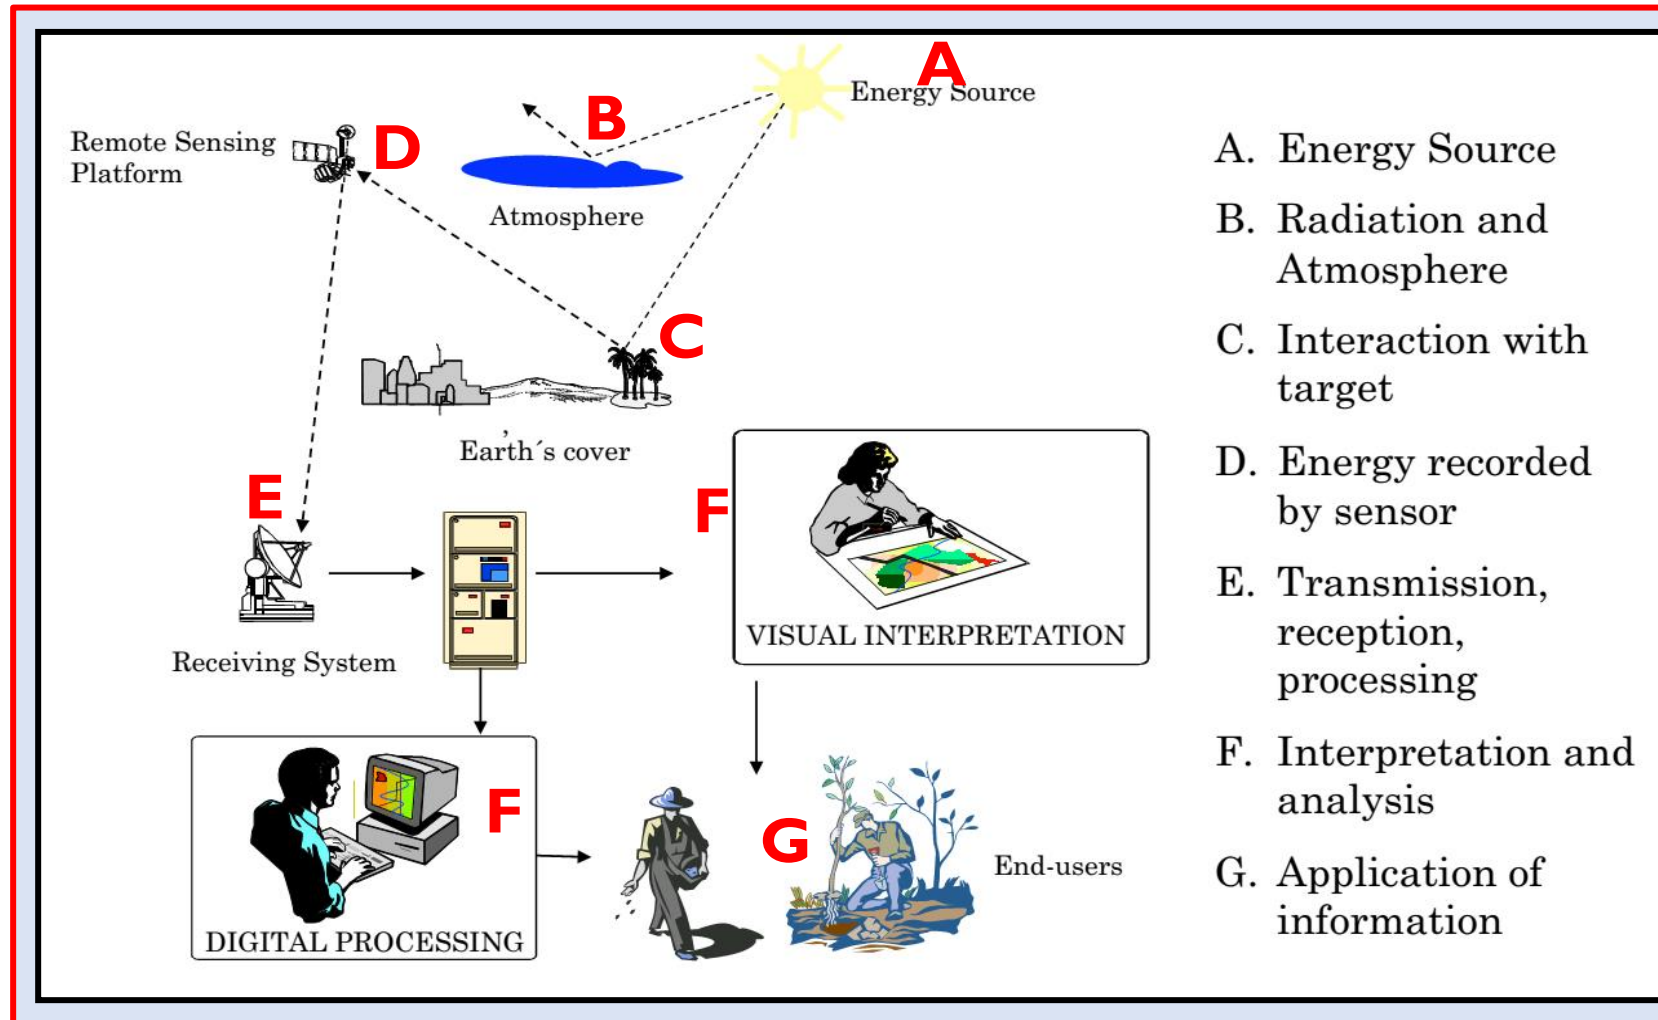 A
Energy Source
B
Remote Sensing
Platform
D
Atmosphere
C
Earth´s cover
E
Receiving System
F
VISUAL INTERPRETATION
F
DIGITAL PROCESSING
G
End-users
A. Energy Source
B. Radiation and
Atmosphere
C. Interaction with
target
D. Energy recorded
by sensor
E. Transmission,
reception,
processing
F. Interpretation and
analysis
G. Application of
information